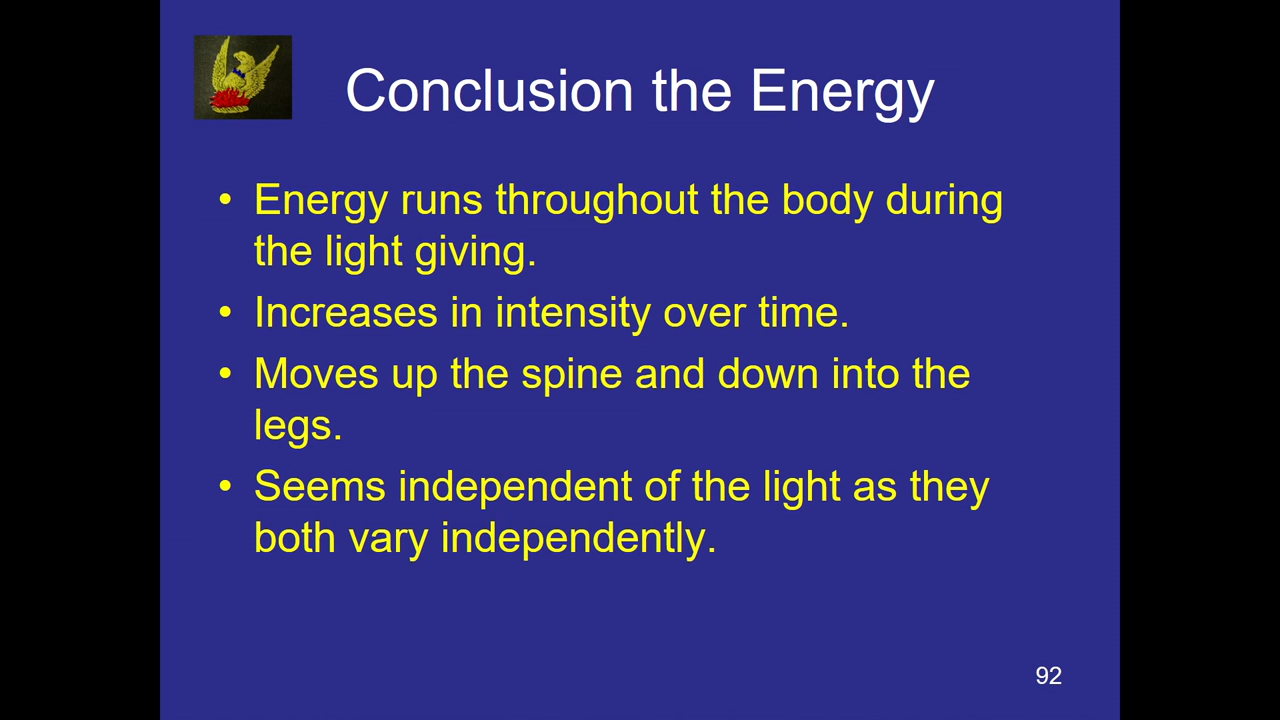 Conclusion the Energy
• Energy runs throughout the body during
the light giving.
• Increases in intensity over time.
• Moves up the spine and down into the
legs.
• Seems independent of the light as they
both vary independently.
92